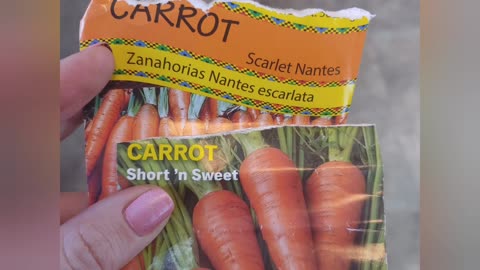 CARROT
Scarlet Nantes
Zanahorias Nantes escarlata
CARROT
Short 'n Sweet